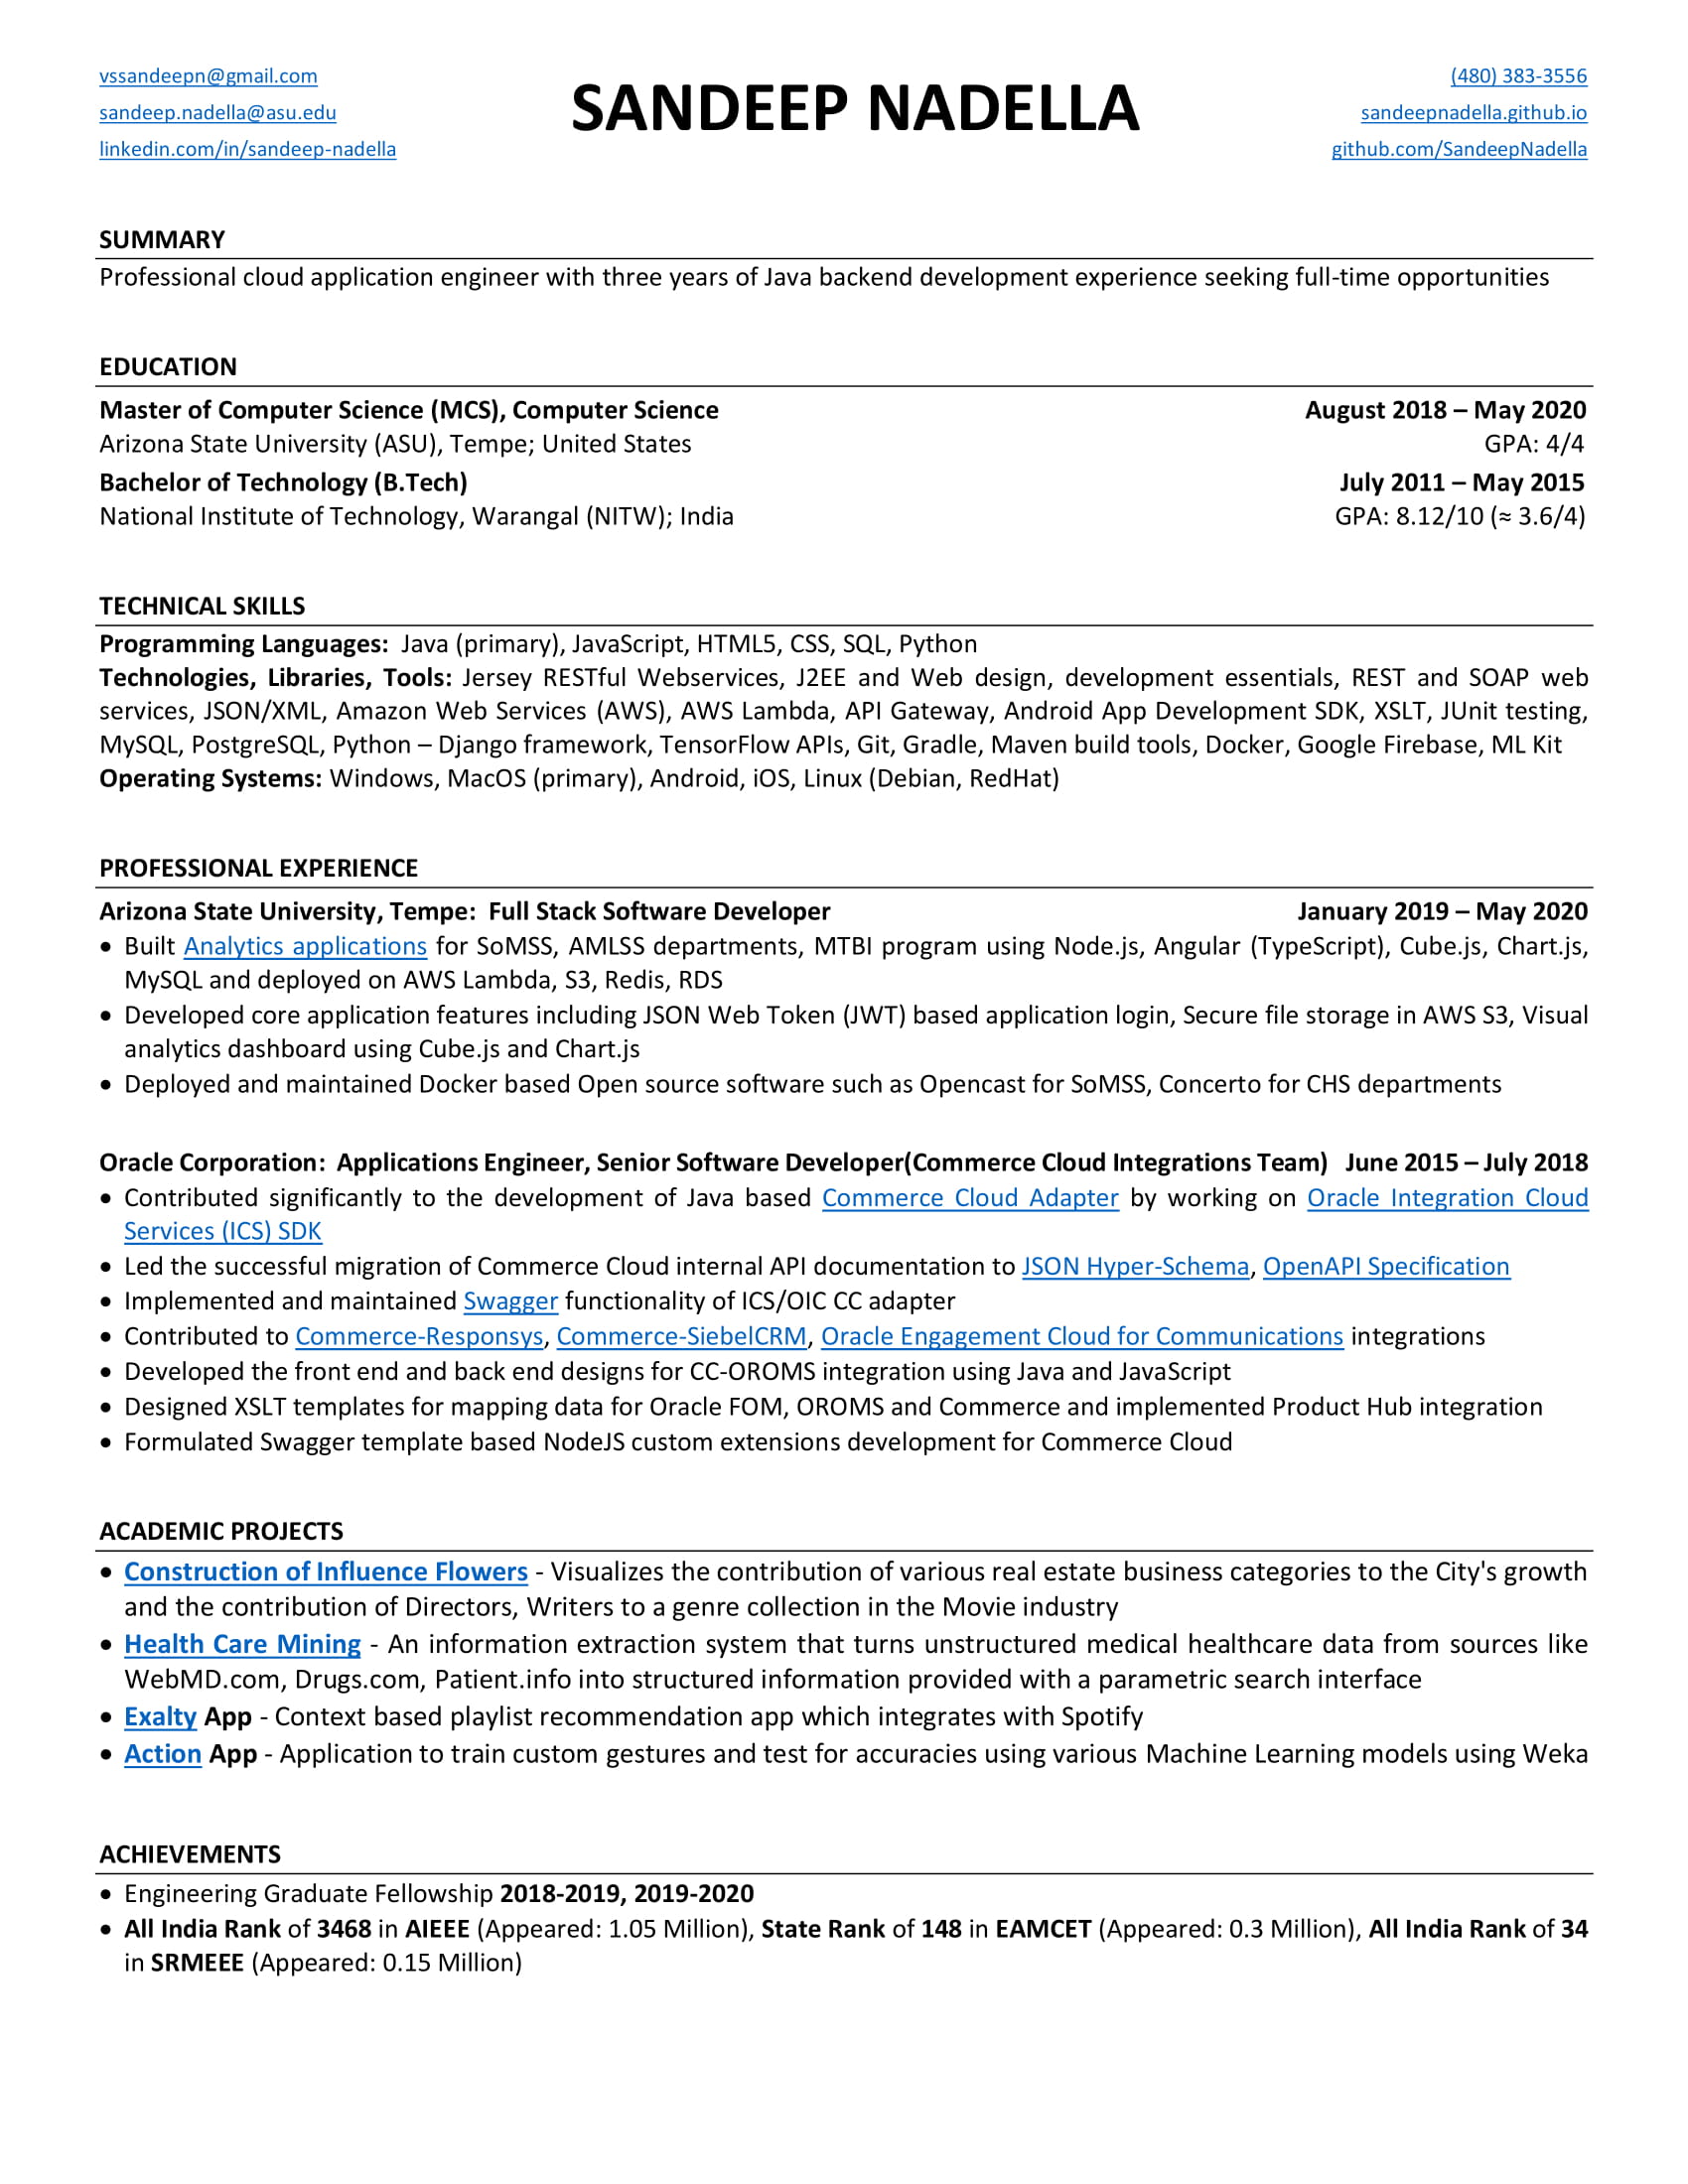 vssandeepn@gmail.com
sandeep.nadella@asu.edu
linkedin.com/in/sandeep-nadella
SANDEEP NADELLA
(480) 383-3556
sandeepnadella.github.io
github.com/SandeepNadella
SUMMARY
Professional cloud application engineer with three years of Java backend development experience seeking full-time opportunities
EDUCATION
Master of Computer Science (MCS), Computer Science August 2018 – May 2020
Arizona State University (ASU), Tempe; United States GPA: 4/4
Bachelor of Technology (B.Tech) July 2011 – May 2015
National Institute of Technology, Warangal (NITW); India GPA: 8.12/10 (≈ 3.6/4)
TECHNICAL SKILLS
Programming Languages: Java (primary), JavaScript, HTML5, CSS, SQL, Python
Technologies, Libraries, Tools: Jersey RESTful Webservices, J2EE and Web design, development essentials, REST and SOAP web
services, JSON/XML, Amazon Web Services (AWS), AWS Lambda, API Gateway, Android App Development SDK, XSLT, JUnit testing,
MySQL, PostgreSQL, Python – Django framework, TensorFlow APIs, Git, Gradle, Maven build tools, Docker, Google Firebase, ML Kit
Operating Systems: Windows, MacOS (primary), Android, iOS, Linux (Debian, RedHat)
PROFESSIONAL EXPERIENCE
Arizona State University, Tempe: Full Stack Software Developer January 2019 – May 2020
• Built Analytics applications for SoMSS, AMLSS departments, MTBI program using Node.js, Angular (TypeScript), Cube.js, Chart.js,
MySQL and deployed on AWS Lambda, S3, Redis, RDS
• Developed core application features including JSON Web Token (JWT) based application login, Secure file storage in AWS S3, Visual
analytics dashboard using Cube.js and Chart.js
• Deployed and maintained Docker based Open source software such as Opencast for SoMSS, Concerto for CHS departments
Oracle Corporation: Applications Engineer, Senior Software Developer(Commerce Cloud Integrations Team) June 2015 – July 2018
• Contributed significantly to the development of Java based Commerce Cloud Adapter by working on Oracle Integration Cloud
Services (ICS) SDK
• Led the successful migration of Commerce Cloud internal API documentation to JSON Hyper-Schema, OpenAPI Specification
• Implemented and maintained Swagger functionality of ICS/OIC CC adapter
• Contributed to Commerce-Responsys, Commerce-SiebelCRM, Oracle Engagement Cloud for Communications integrations
• Developed the front end and back end designs for CC-OROMS integration using Java and JavaScript
• Designed XSLT templates for mapping data for Oracle FOM, OROMS and Commerce and implemented Product Hub integration
• Formulated Swagger template based NodeJS custom extensions development for Commerce Cloud
ACADEMIC PROJECTS
• Construction of Influence Flowers - Visualizes the contribution of various real estate business categories to the City's growth
and the contribution of Directors, Writers to a genre collection in the Movie industry
• Health Care Mining - An information extraction system that turns unstructured medical healthcare data from sources like
WebMD.com, Drugs.com, Patient.info into structured information provided with a parametric search interface
• Exalty App - Context based playlist recommendation app which integrates with Spotify
• Action App - Application to train custom gestures and test for accuracies using various Machine Learning models using Weka
ACHIEVEMENTS
• Engineering Graduate Fellowship 2018-2019, 2019-2020
• All India Rank of 3468 in AIEEE (Appeared: 1.05 Million), State Rank of 148 in EAMCET (Appeared: 0.3 Million), All India Rank of 34
in SRMEEE (Appeared: 0.15 Million)